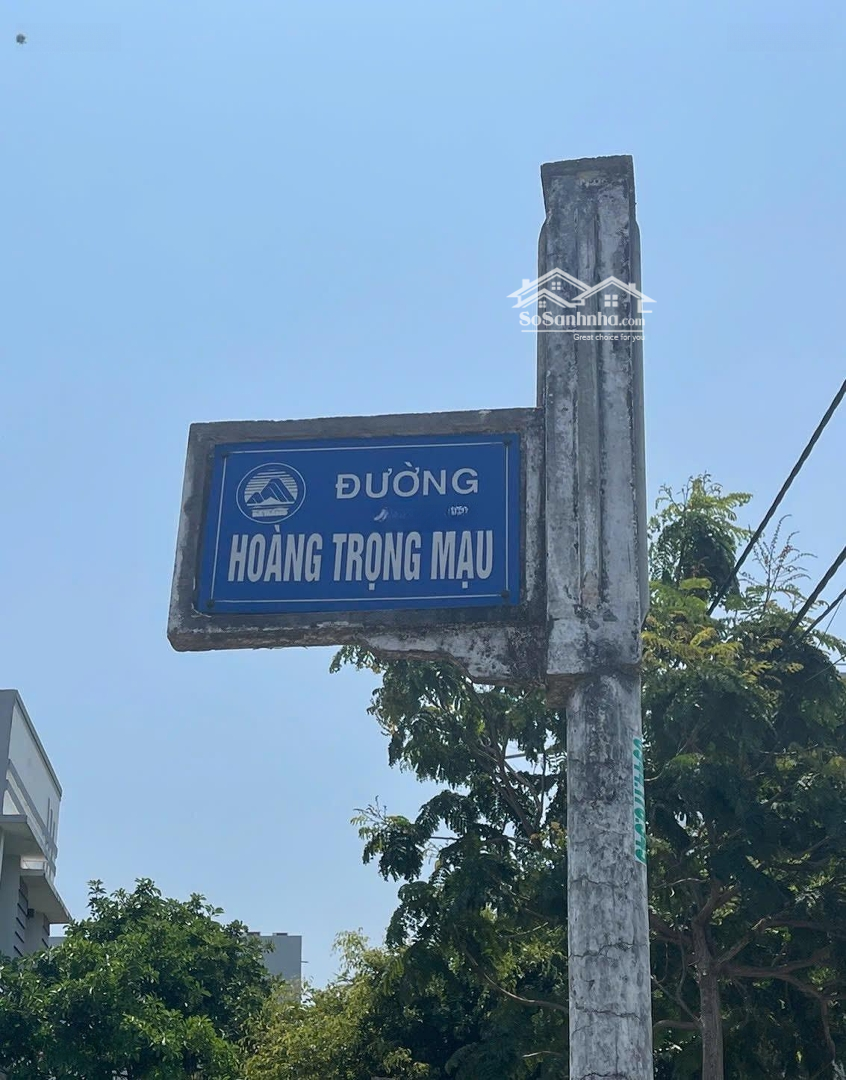 SoSanhnha.com
Great choice for you
ĐƯỜNG
HOÀNG TRỌNG MẬU